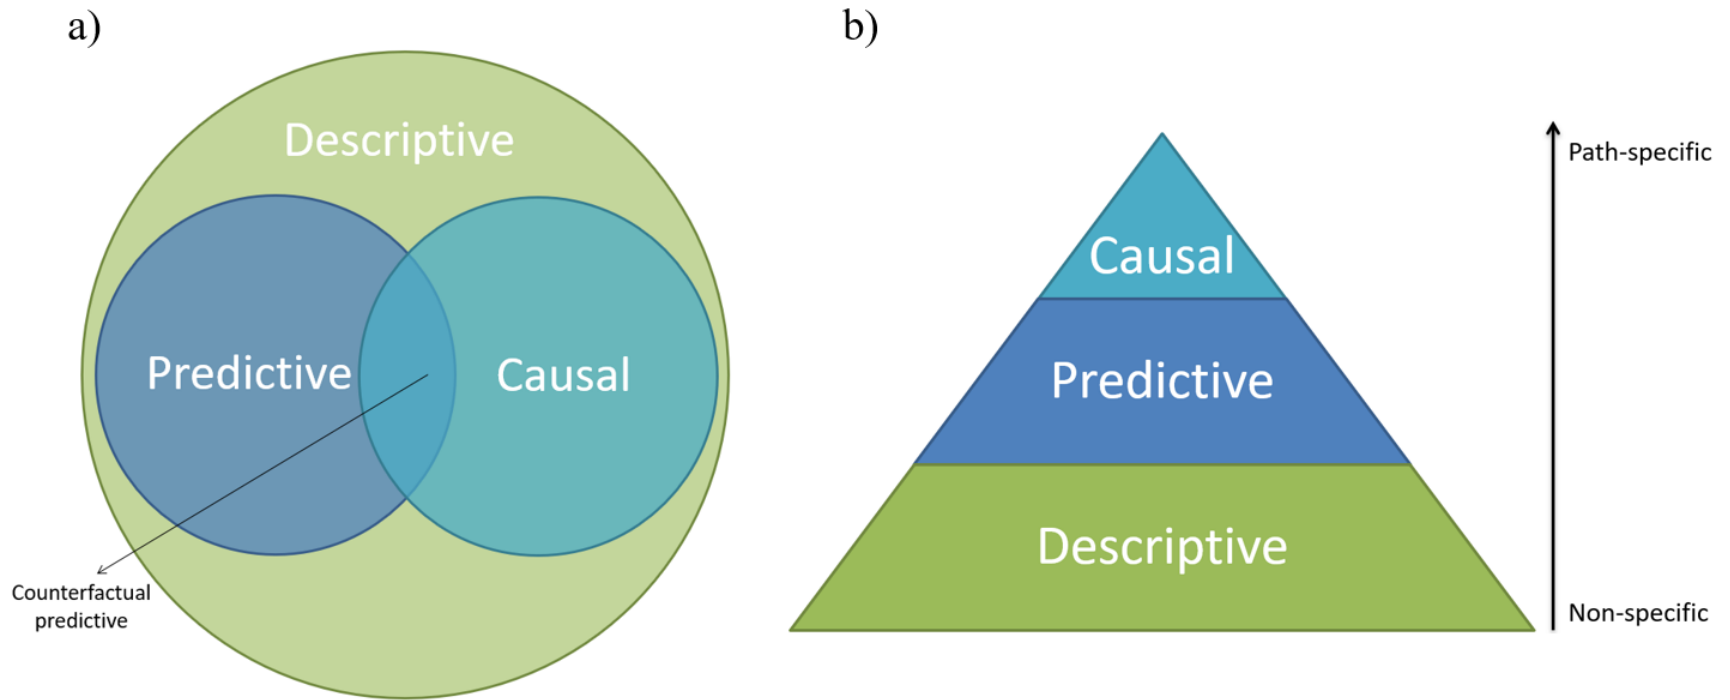 a)
Descriptive
Predictive
Causal
Counterfactual
predictive
b)
Causal
Predictive
Descriptive
Path-specific
Non-specific